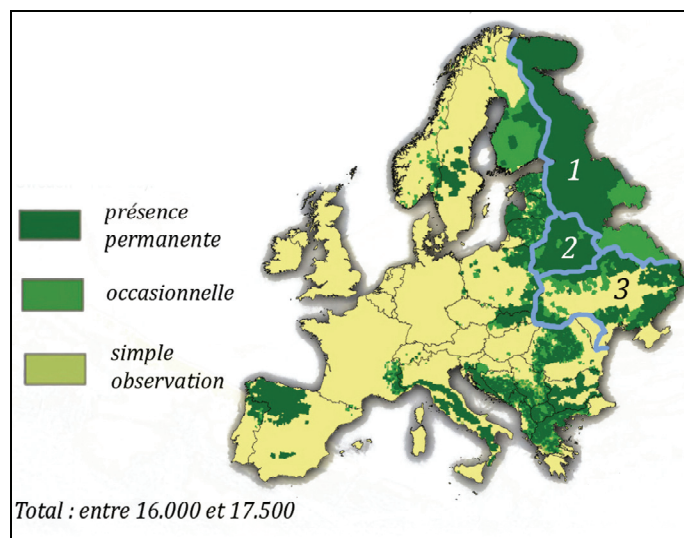 présence
permanente
occasionnelle
simple
observation
1
2
3
Total : entre 16.000 et 17.500